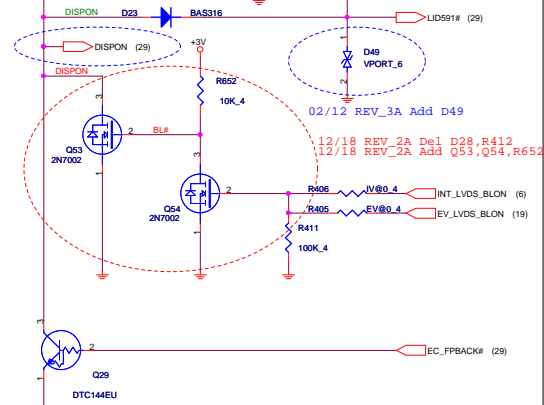 DISPON D23 BAS316 LID591# (29)
1
DISPON (29) D49
VPORT_6
+3V 2
DISPON
R652
3 10K_4 02/12 REV_3A Add D49
BL#
2
12/18 REV_2A Del D28,R412
12/18 REV_2A Add Q53,Q54,R652
Q53
2N7002 3
1
R406 IV@0_4 INT_LVDS_BLON (6)
2
Q54
2N7002
R405 EV@0_4 EV_LVDS_BLON (19)
1
R411
100K_4
3
2 EC_FPBACK# (29)
1
Q29
DTC144EU